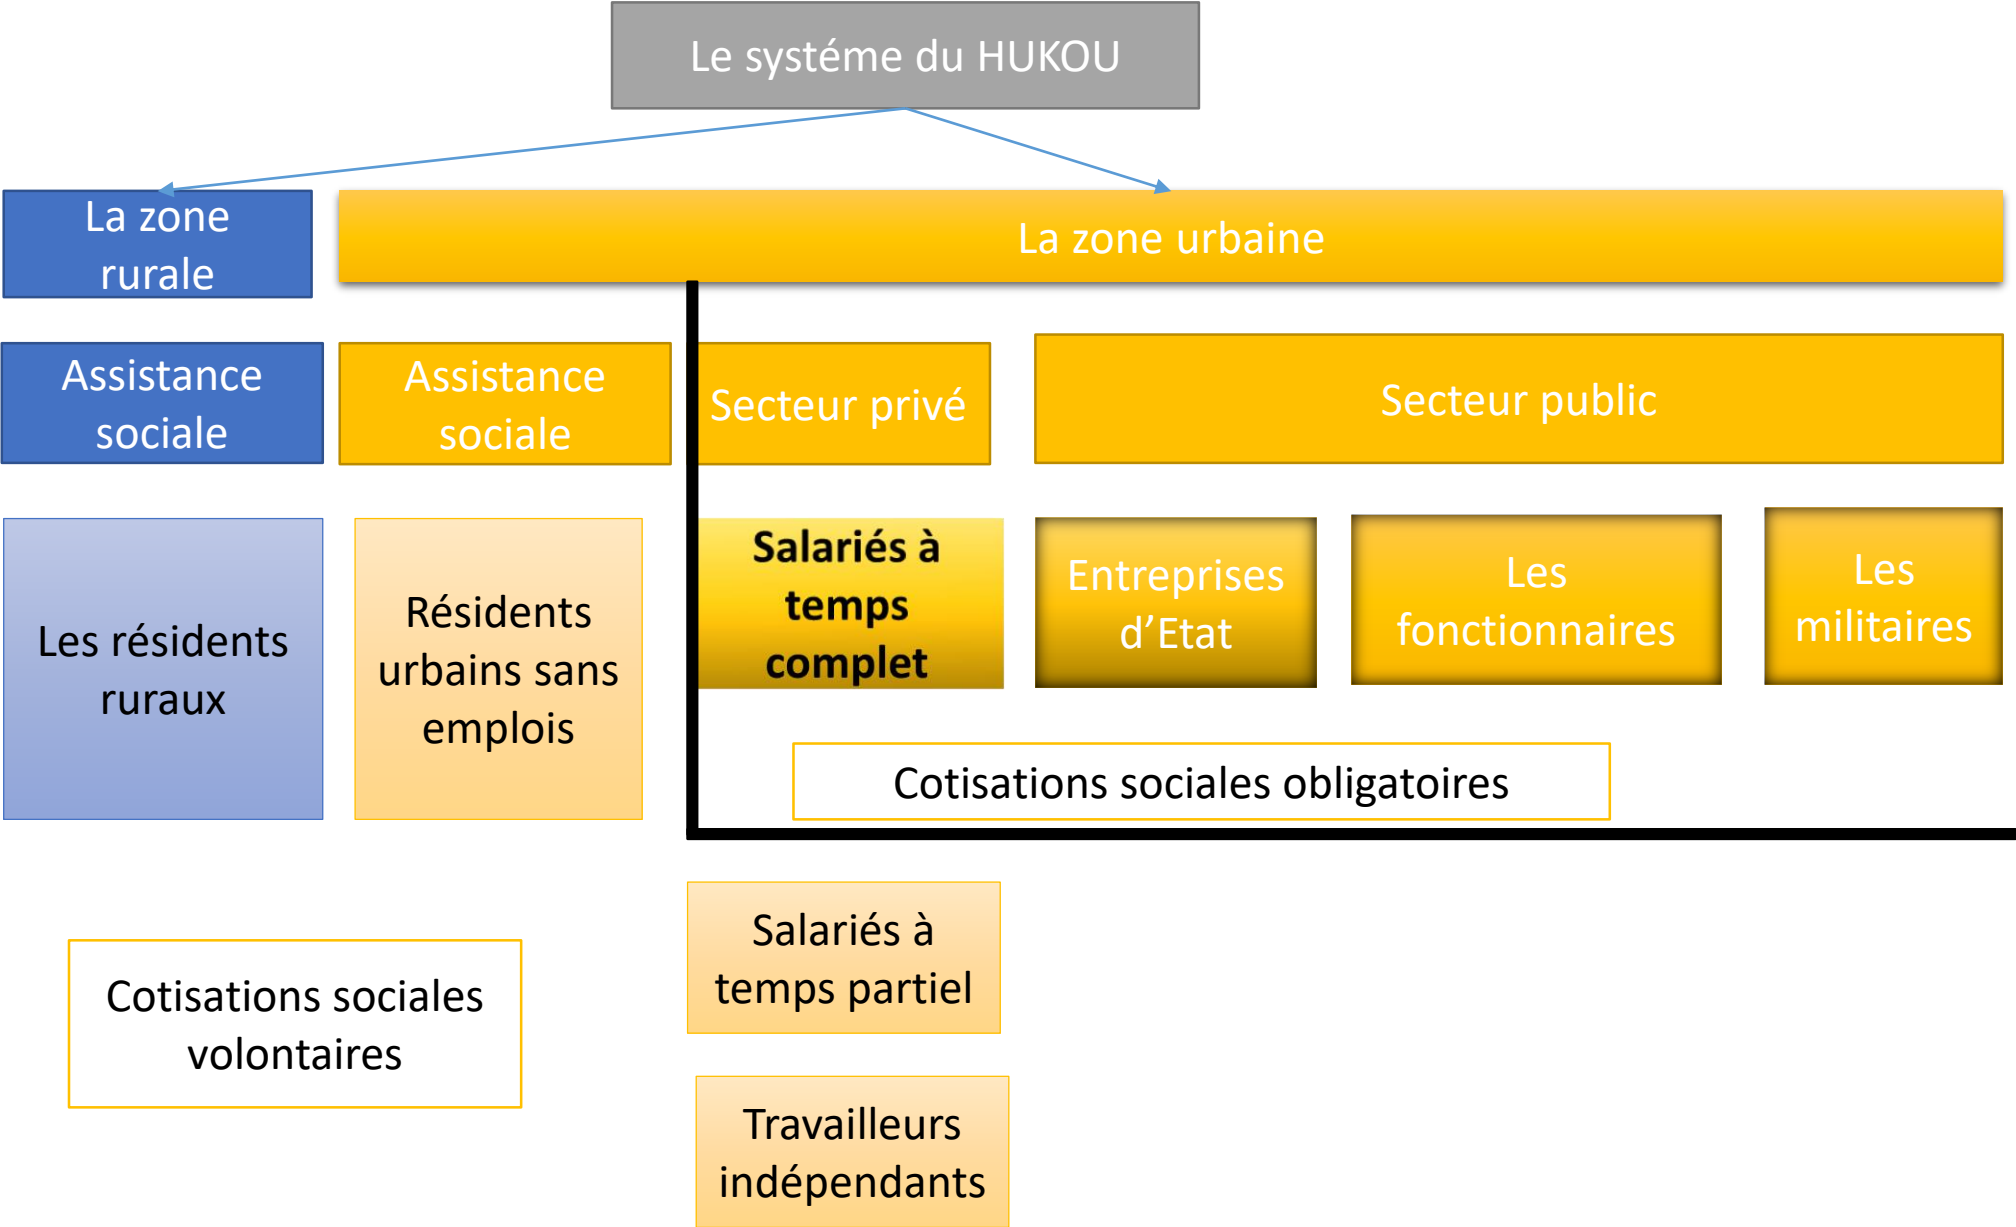 Le systéme du HUKOU
La zone
rurale
La zone urbaine
Assistance
sociale
Assistance
sociale
Secteur privé
Secteur public
Les résidents
ruraux
Résidents
urbains sans
emplois
Salariés à
temps
complet
Entreprises
d’Etat
Les
fonctionnaires
Les
militaires
Cotisations sociales obligatoires
Cotisations sociales
volontaires
Salariés à
temps partiel
Travailleurs
indépendants